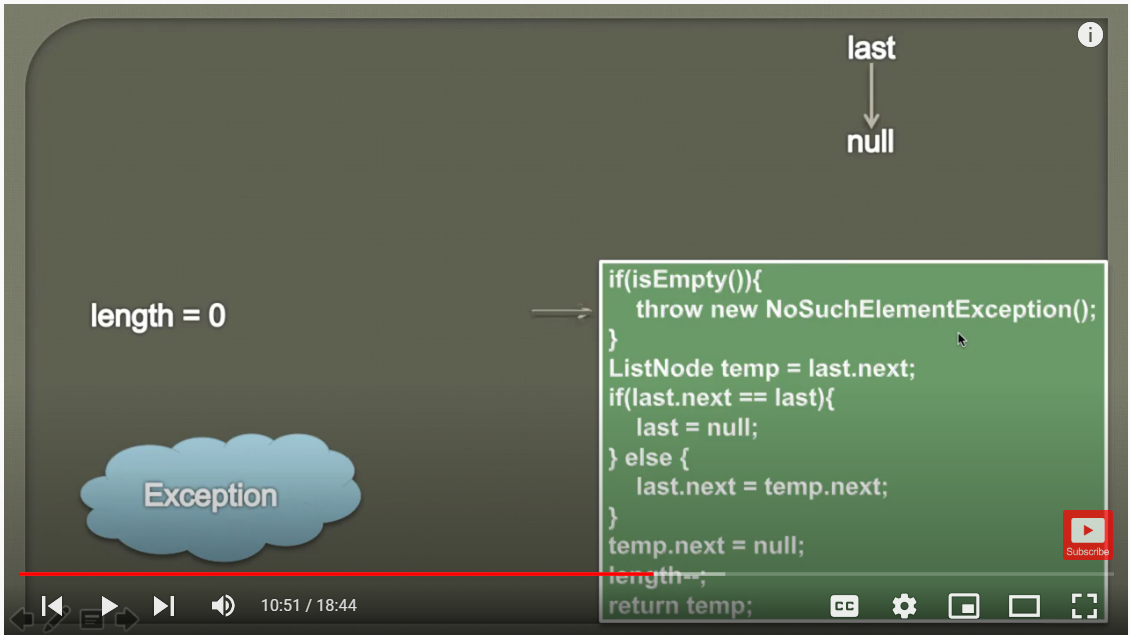 last
null
length = 0
if(isEmpty()){
throw new NoSuchElementException();
}
ListNode temp = last.next;
if(last.next == last){
last = null;
} else {
last.next = temp.next;
}
temp.next = null;
length--;
return temp;
Exception
Subscribe
10:51 / 18:44
CC
i